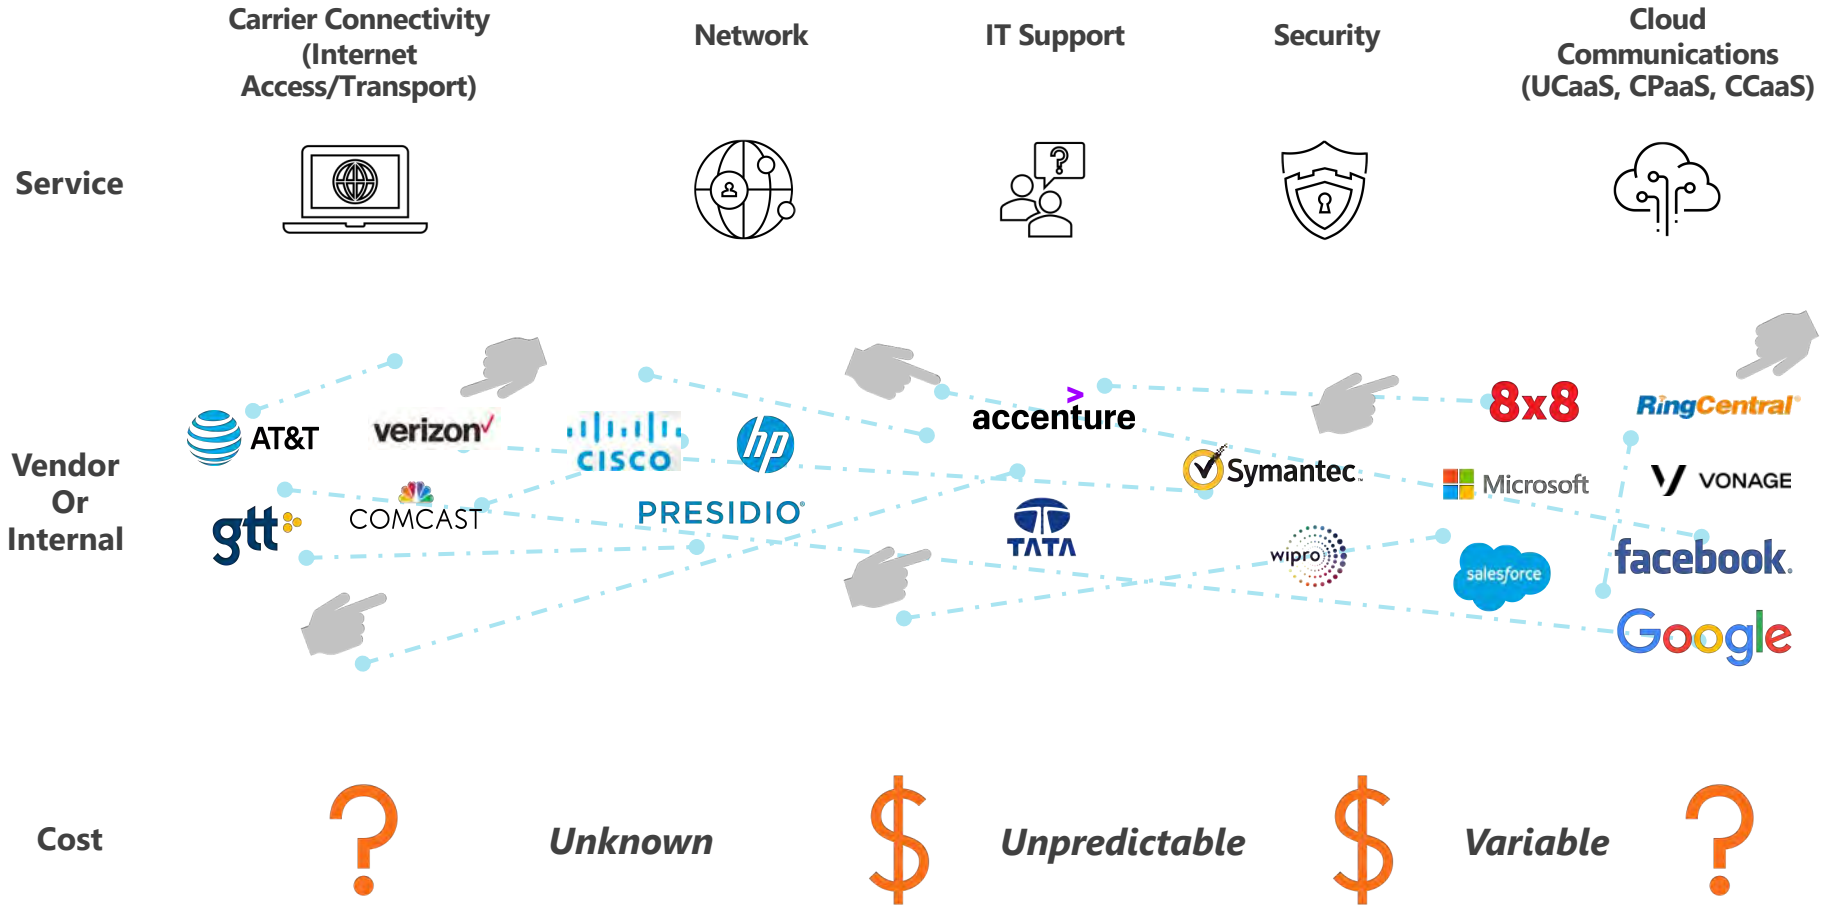 Carrier Connectivity
(Internet
Access/Transport)
Network
IT Support
Security
Cloud
Communications
(UCaaS, CPaaS, CCaaS)
Service
?
Vendor
Or
Internal
AT&T
verizon
CISCO
hp
accenture
8x8
RingCentral®
gtt
COMCAST
PRESIDIO®
TATA
Symantec™
wipro
Microsoft
VONAGE
salesforce
facebook®
Google
Cost
?
Unknown
$
Unpredictable
$
Variable
?